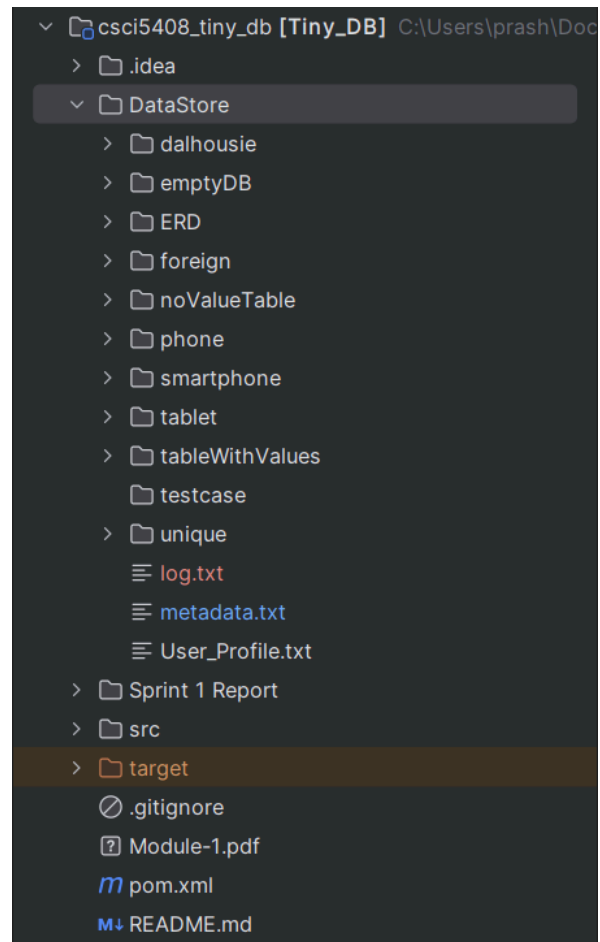 csci5408_tiny_db [Tiny_DB] C:\Users\prash\Doc
.idea
DataStore
dalhousie
emptyDB
ERD
foreign
noValueTable
phone
smartphone
tablet
tableWithValues
testcase
unique
log.txt
metadata.txt
User_Profile.txt
Sprint 1 Report
src
target
.gitignore
? Module-1.pdf
m pom.xml
M↓ README.md